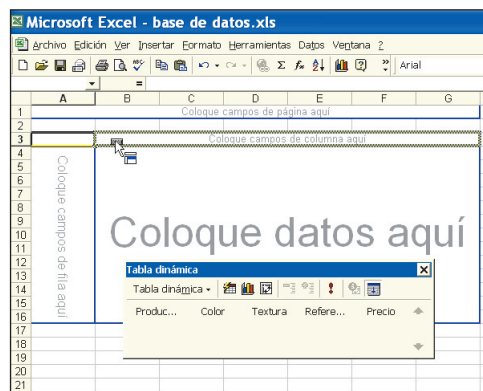 Microsoft Excel - base de datos.xls
Archivo Edición Ver Insertar Formato Herramientas Datos Ventana ?
Σ fx Arial
=
A B C D E F G
1 Coloque campos de página aquí
2
3 Coloque campos de columna aquí
4
5
6
7
8
9
10
11
12
13
14
15
16
17
18
19
20
21
Coloque campos de fila aquí
Coloque datos aquí
Tabla dinámica
Tabla dinámica
Produc... Color Textura Refere... Precio